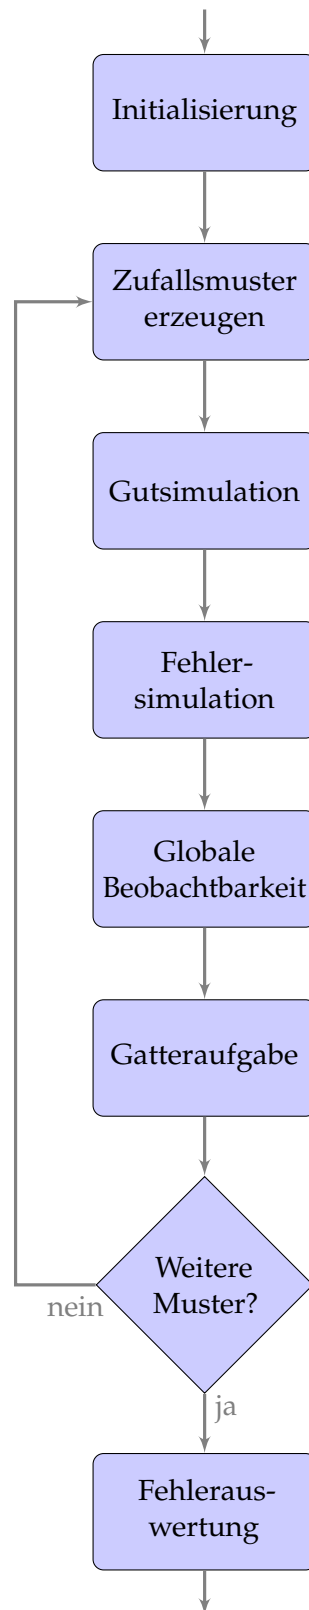 Initialisierung
Zufallsmuster
erzeugen
Gutsimulation
Fehler-
simulation
Globale
Beobachtbarkeit
Gatteraufgabe
Weitere
Muster?
nein
ja
Fehleraus-
wertung